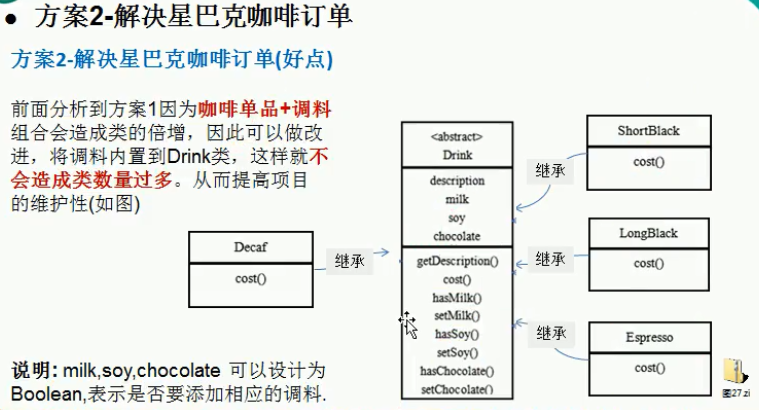 ● 方案2-解决星巴克咖啡订单
方案2-解决星巴克咖啡订单(好点)
前面分析到方案1因为咖啡单品+调料
组合会造成类的倍增，因此可以做改
进，将调料内置到Drink类，这样就不
会造成类数量过多。从而提高项目
的维护性(如图)
Decaf
cost()
继承
<abstract>
Drink
description
milk
soy
chocolate
getDescription()
cost()
hasMilk()
setMilk()
hasSoy()
setSoy()
hasChocolate()
setChocolate()
继承
ShortBlack
cost()
继承
LongBlack
cost()
继承
Espresso
cost()
说明: milk,soy,chocolate 可以设计为
Boolean,表示是否要添加相应的调料.
图27.zi